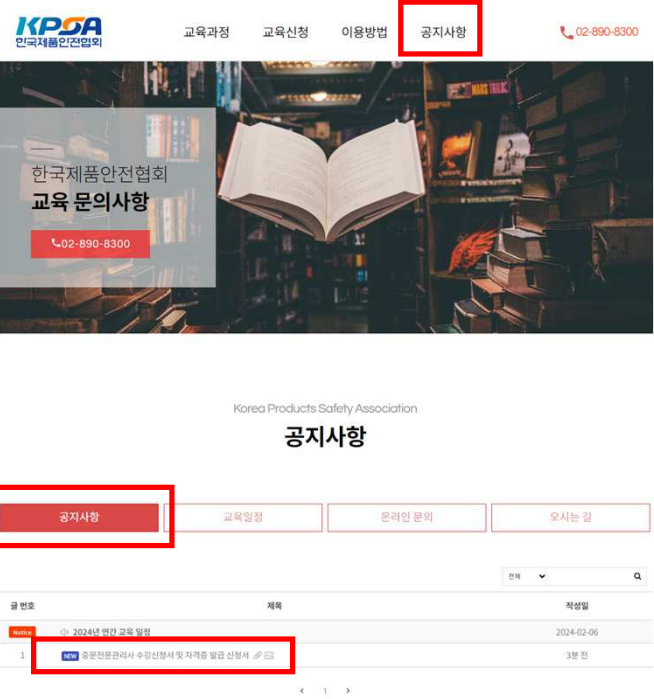 KPSA
한국제품안전협회
교육과정 교육신청 이용방법 공지사항 02-890-8300
MARS TRILOGY
한국제품안전협회
교육 문의사항
02-890-8300
Korea Products Safety Association
공지사항
공지사항 교육일정 온라인 문의 오시는 길
전체
글 번호 제목 작성일
Notice 2024년 연간 교육 일정 2024-02-06
1 NEW 중문전문관리사 수강신청서 및 자격증 발급 신청서 3분 전
< 1 >